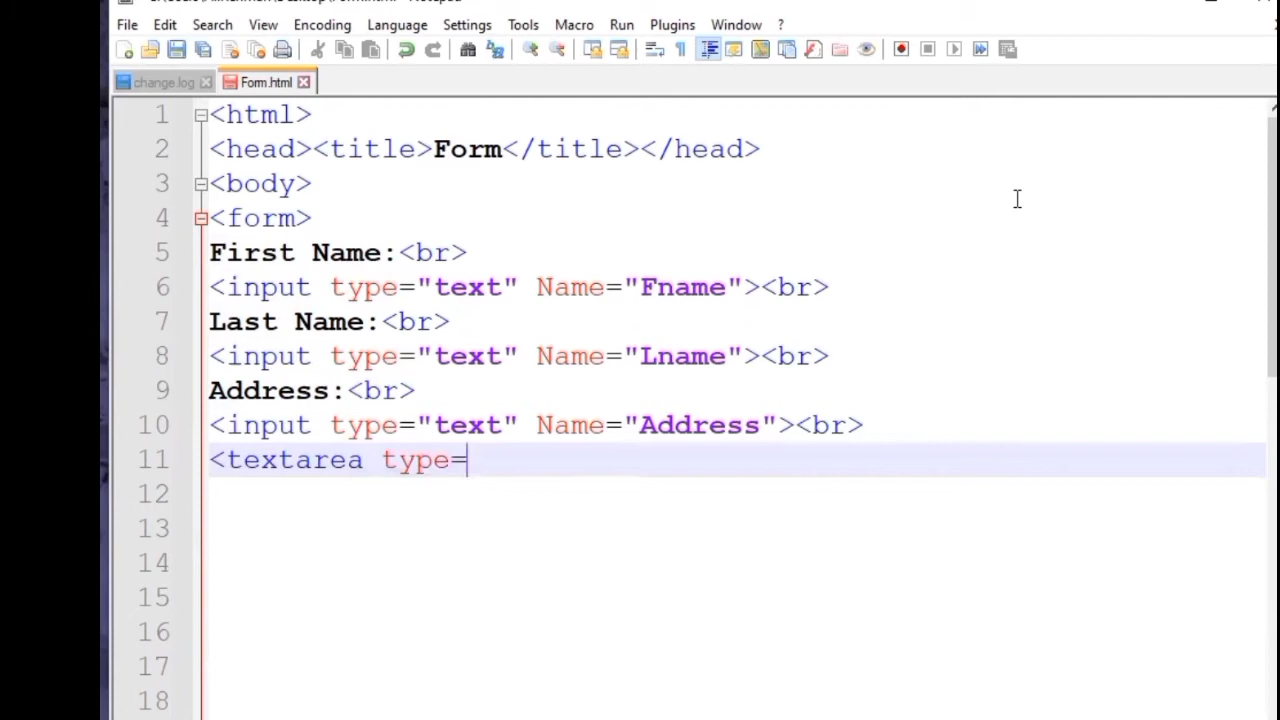 File Edit Search View Encoding Language Settings Tools Macro Run Plugins Window ?
change.log Form.html
1 <html>
2 <head><title>Form</title></head>
3 <body>
4 <form>
5 First Name:<br>
6 <input type="text" Name="Fname"><br>
7 Last Name:<br>
8 <input type="text" Name="Lname"><br>
9 Address:<br>
10 <input type="text" Name="Address"><br>
11 <textarea type=
12
13
14
15
16
17
18